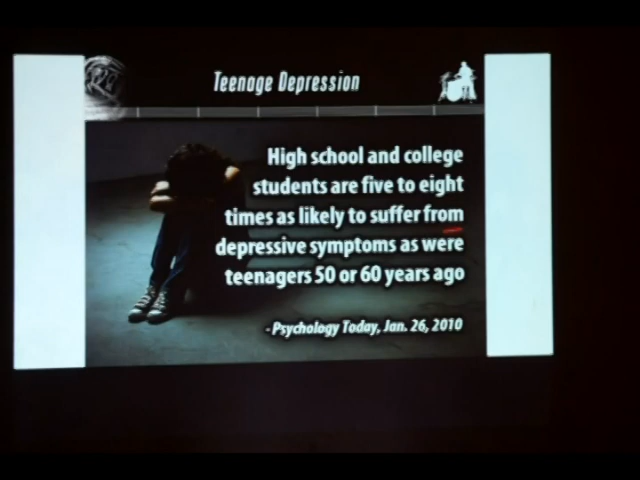 Teenage Depression
High school and college
students are five to eight
times as likely to suffer from
depressive symptoms as were
teenagers 50 or 60 years ago
- Psychology Today, Jan. 26, 2010